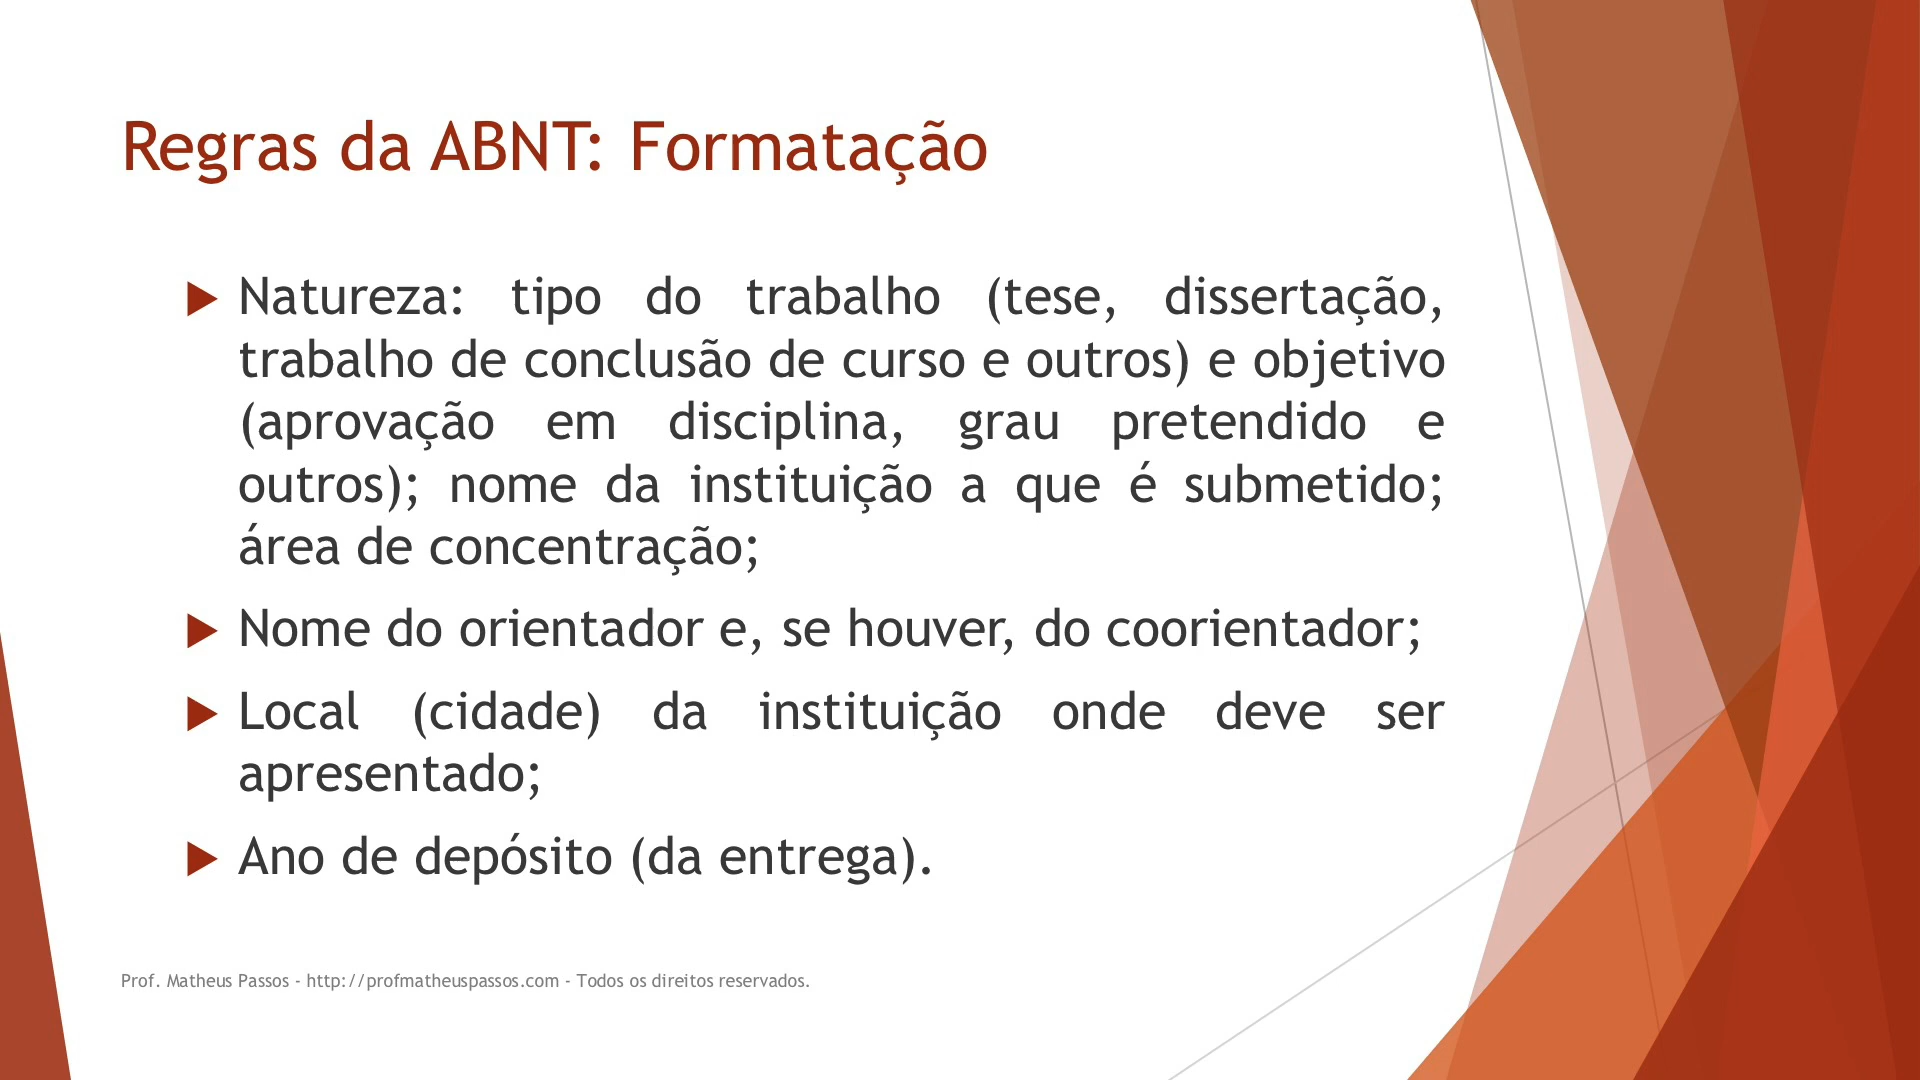 Regras da ABNT: Formatação
Natureza: tipo do trabalho (tese, dissertação,
trabalho de conclusão de curso e outros) e objetivo
(aprovação em disciplina, grau pretendido e
outros); nome da instituição a que é submetido;
área de concentração;
Nome do orientador e, se houver, do coorientador;
Local (cidade) da instituição onde deve ser
apresentado;
Ano de depósito (da entrega).
Prof. Matheus Passos - http://profmatheuspassos.com - Todos os direitos reservados.